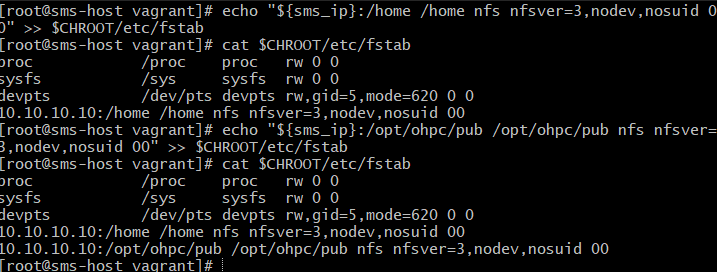 [root@sms-host vagrant]# echo "${sms_ip}:/home /home nfs nfsver=3,nodev,nosuid 0
0" >> $CHROOT/etc/fstab
[root@sms-host vagrant]# cat $CHROOT/etc/fstab
proc            /proc    proc   rw 0 0
sysfs           /sys     sysfs  rw 0 0
devpts          /dev/pts devpts rw,gid=5,mode=620 0 0
10.10.10.10:/home /home nfs nfsver=3,nodev,nosuid 00
[root@sms-host vagrant]# echo "${sms_ip}:/opt/ohpc/pub /opt/ohpc/pub nfs nfsver=
3,nodev,nosuid 00" >> $CHROOT/etc/fstab
[root@sms-host vagrant]# cat $CHROOT/etc/fstab
proc            /proc    proc   rw 0 0
sysfs           /sys     sysfs  rw 0 0
devpts          /dev/pts devpts rw,gid=5,mode=620 0 0
10.10.10.10:/home /home nfs nfsver=3,nodev,nosuid 00
10.10.10.10:/opt/ohpc/pub /opt/ohpc/pub nfs nfsver=3,nodev,nosuid 00
[root@sms-host vagrant]#